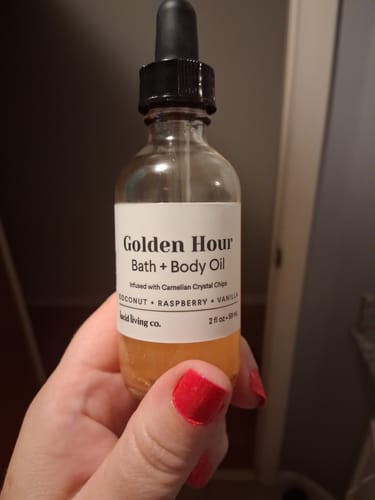 Golden Hour
Bath + Body Oil
Infused with Carnelian Crystal Chips
COCONUT • RASPBERRY • VANILLA
lucid living co. 2 fl oz • 59 mL